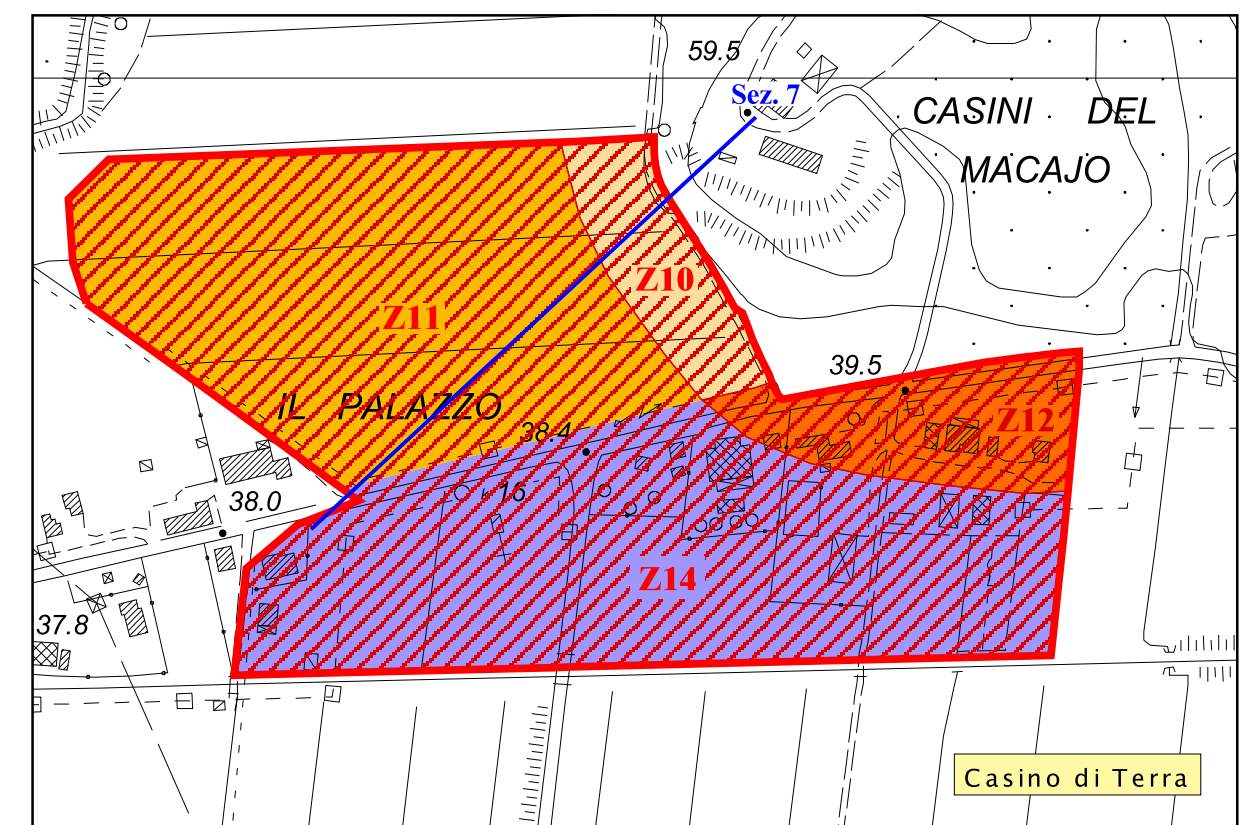 59.5
Sez. 7
CASINI DEL
MACAJO
Z10
Z11
39.5
IL PALAZZO
38.4
Z12
16
38.0
Z14
37.8
Casino di Terra